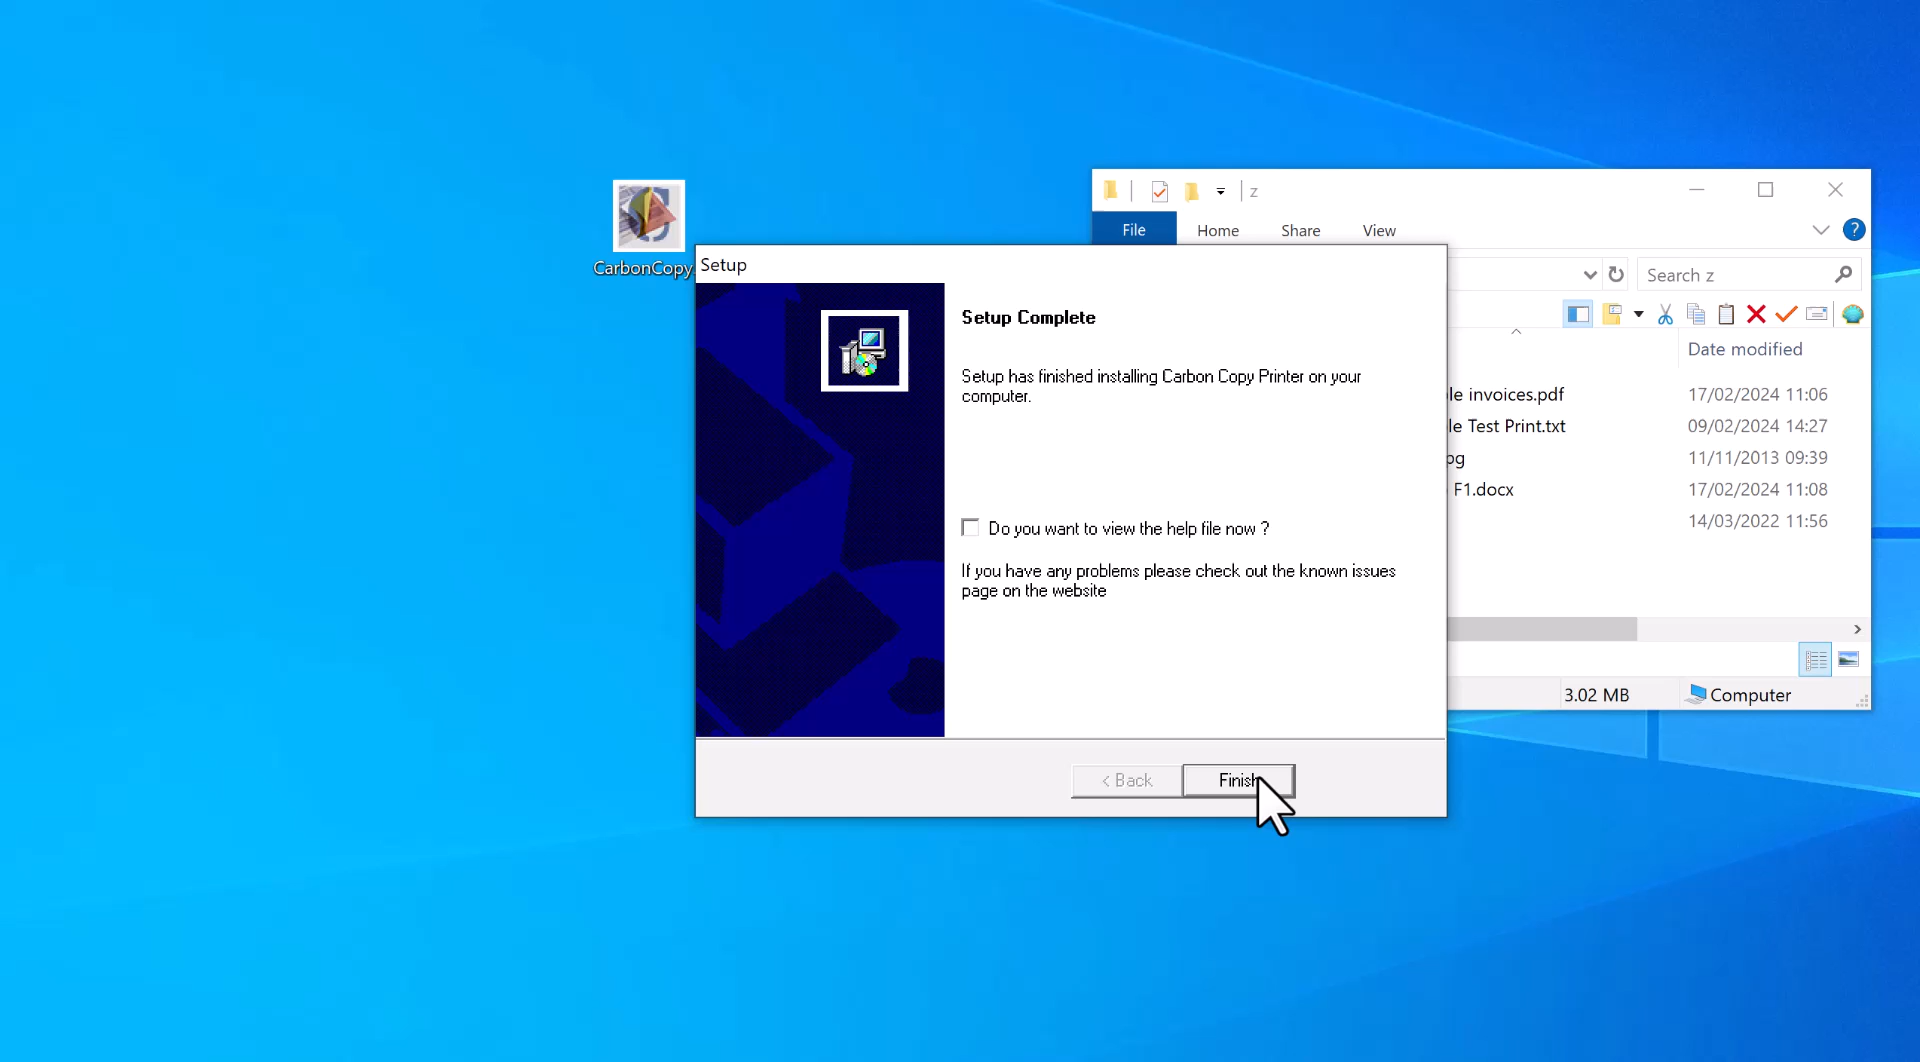 z
File
Home
Share
View
?
Search z
Date modified
le invoices.pdf
17/02/2024 11:06
le Test Print.txt
09/02/2024 14:27
pg
11/11/2013 09:39
F1.docx
17/02/2024 11:08
14/03/2022 11:56
3.02 MB
Computer
CarbonCopy
Setup
Setup Complete
Setup has finished installing Carbon Copy Printer on your
computer.
Do you want to view the help file now ?
If you have any problems please check out the known issues
page on the website
< Back
Finish